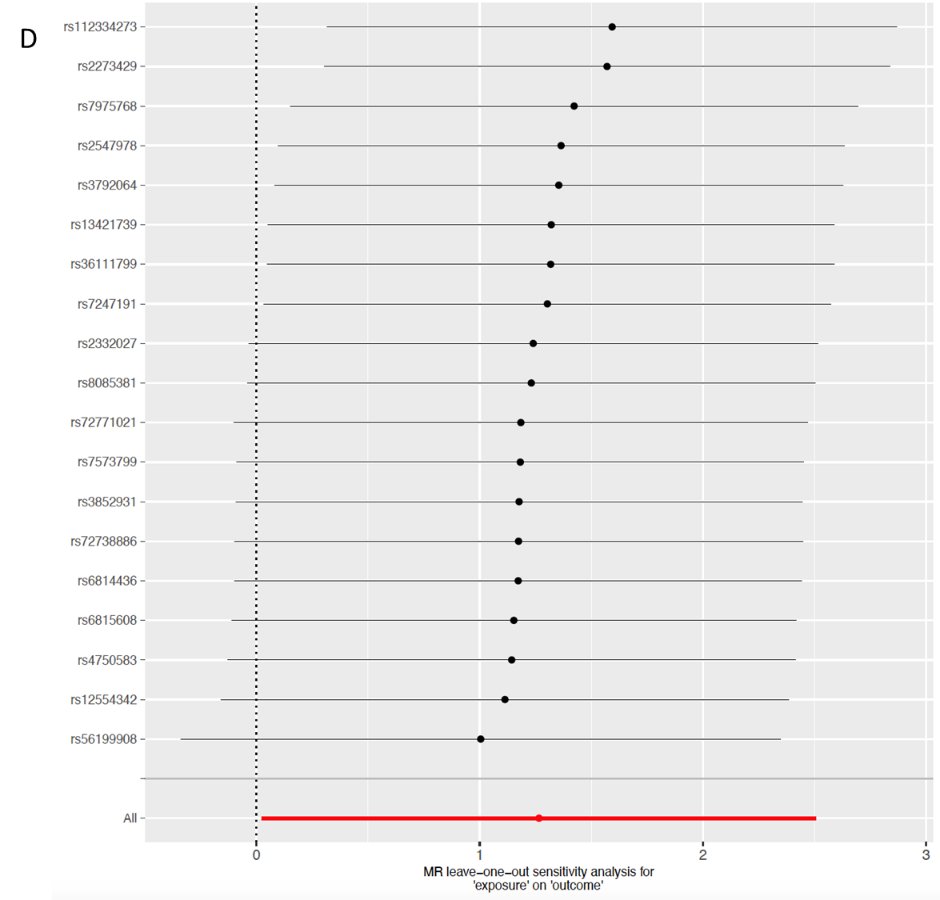 D
rs112334273
rs2273429
rs7975768
rs2547978
rs3792064
rs13421739
rs36111799
rs7247191
rs2332027
rs8085381
rs72771021
rs7573799
rs3852931
rs72738886
rs6814436
rs6815608
rs4750583
rs12554342
rs56199908
All
0 1 2 3
MR leave−one−out sensitivity analysis for
'exposure' on 'outcome'